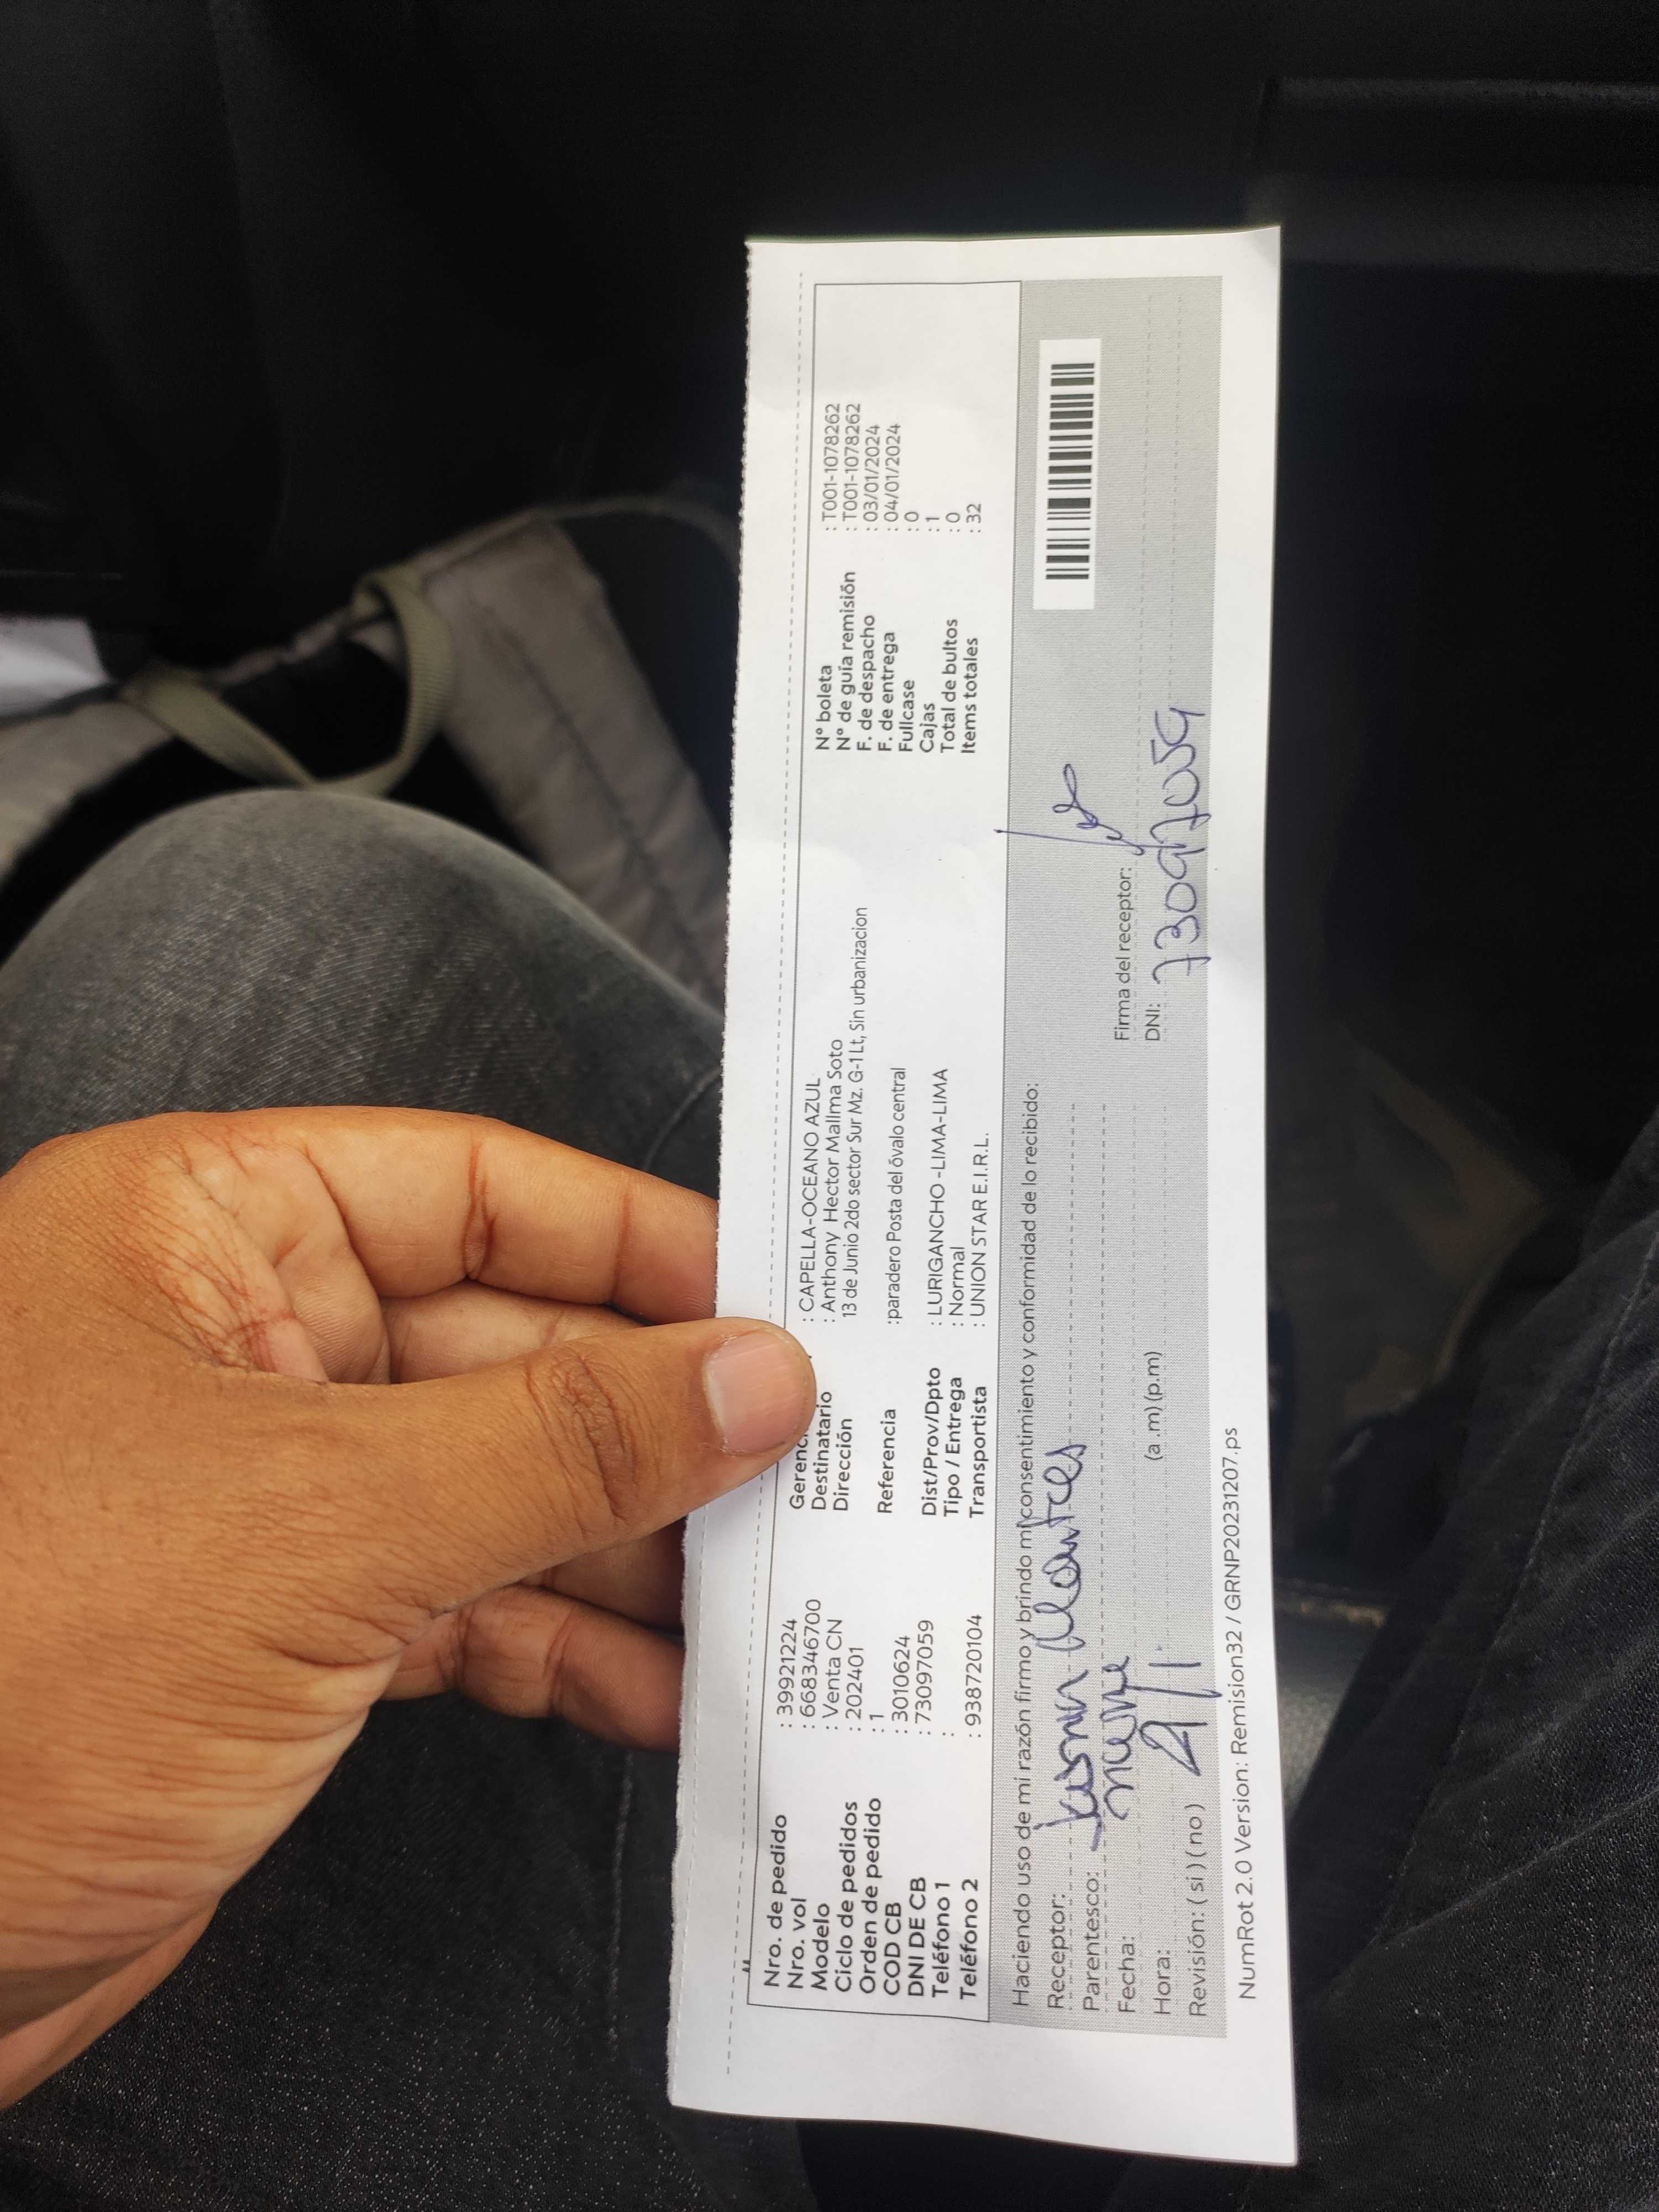 Nro. de pedido : 39921224
Nro. vol : 668346700
Modelo : Venta CN
Ciclo de pedidos : 202401
Orden de pedido : 1
COD CB : 3010624
DNI DE CB : 73097059
Teléfono 1 :
Teléfono 2 : 938720104
Gerenc : CAPELLA-OCEANO AZUL
Destinatario : Anthony Hector Mallma Soto
Dirección 13 de Junio 2do sector Sur Mz. G-1 Lt, Sin urbanizacion
Referencia :paradero Posta del óvalo central
Dist/Prov/Dpto : LURIGANCHO -LIMA-LIMA
Tipo / Entrega : Normal
Transportista : UNION STAR E.I.R.L.
N° boleta : T001-1078262
N° de guía remisión : T001-1078262
F. de despacho : 03/01/2024
F. de entrega : 04/01/2024
Fullcase : 0
Cajas : 1
Total de bultos : 0
Items totales : 32
Haciendo uso de mi razón firmo y brindo mi consentimiento y conformidad de lo recibido:
Receptor:
Parentesco:
Fecha:
Hora: (a .m) (p.m)
Revisión: ( si ) ( no )
Firma del receptor:
DNI: 73097059
NumRot 2.0 Version: Remision32 / GRNP20231207.ps